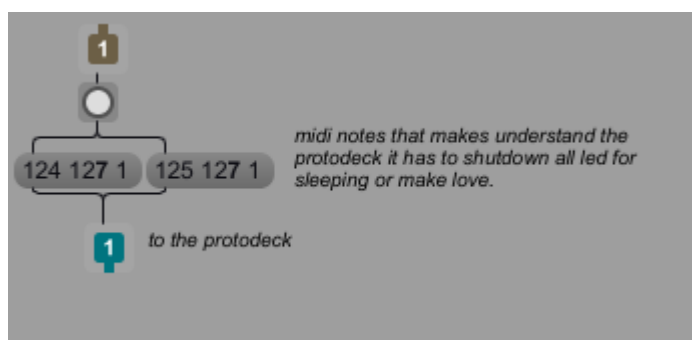 1
midi notes that makes understand the
124 127 1 125 127 1
protodeck it has to shutdown all led for
sleeping or make love.
1 to the protodeck